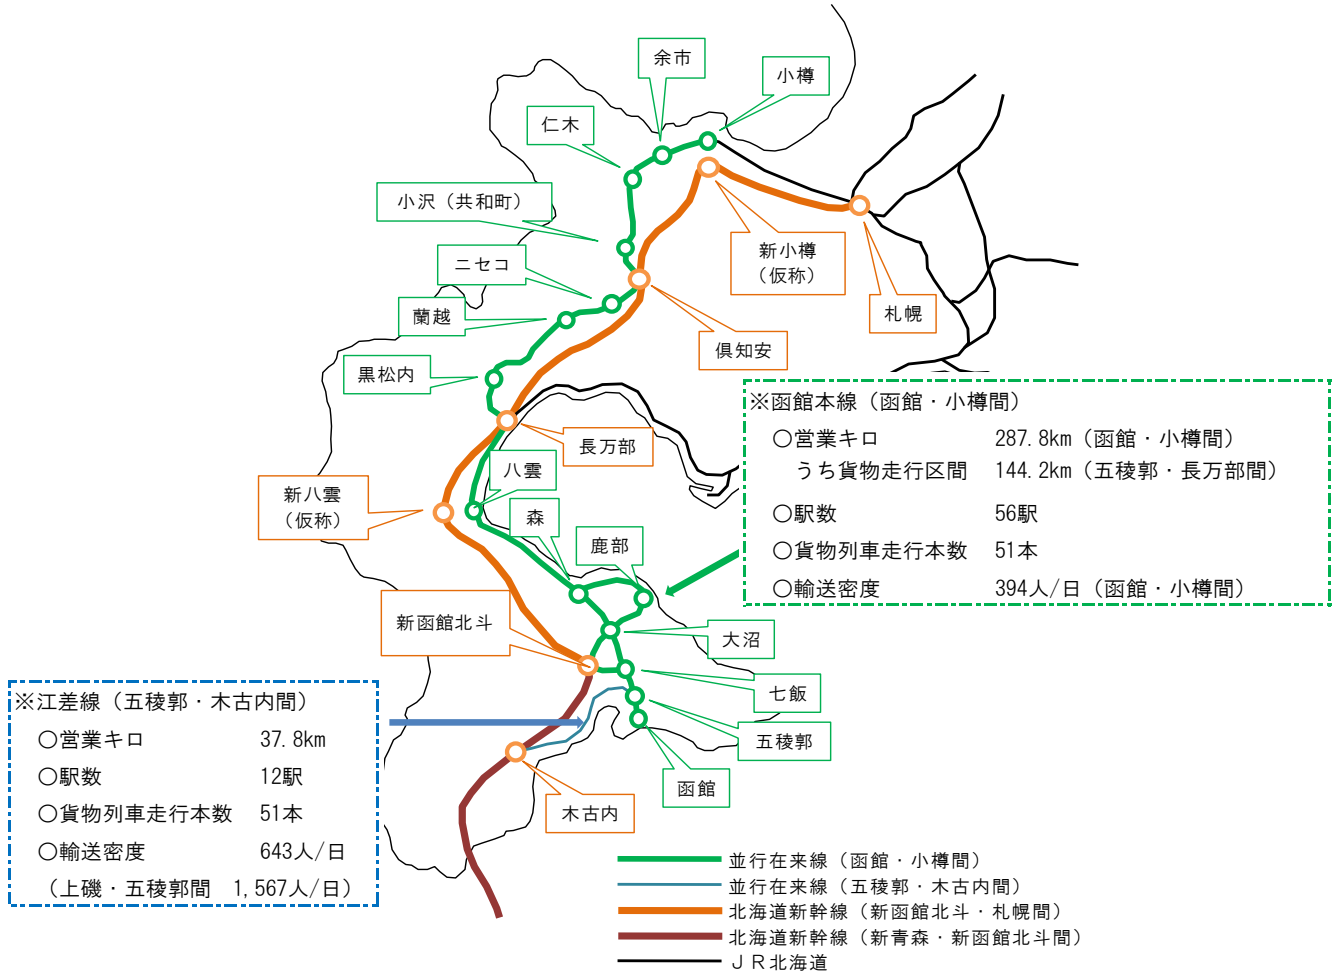 余市
小樽
仁木
小沢（共和町）
ニセコ
新小樽
（仮称）
蘭越
札幌
倶知安
黒松内
長万部
八雲
新八雲
（仮称）
森
鹿部
新函館北斗
大沼
七飯
五稜郭
函館
木古内
※函館本線（函館・小樽間）
○営業キロ 287.8km（函館・小樽間）
うち貨物走行区間 144.2km（五稜郭・長万部間）
○駅数 56駅
○貨物列車走行本数 51本
○輸送密度 394人/日（函館・小樽間）
※江差線（五稜郭・木古内間）
○営業キロ 37.8km
○駅数 12駅
○貨物列車走行本数 51本
○輸送密度 643人/日
（上磯・五稜郭間 1,567人/日）
並行在来線（函館・小樽間）
並行在来線（五稜郭・木古内間）
北海道新幹線（新函館北斗・札幌間）
北海道新幹線（新青森・新函館北斗間）
ＪＲ北海道